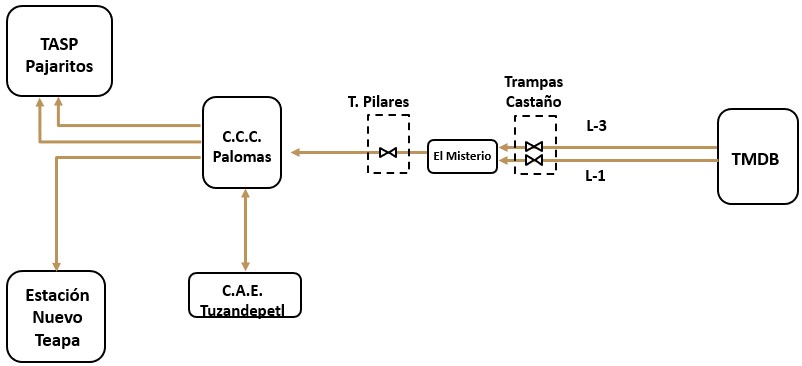 TASP
Pajaritos
T. Pilares
Trampas
Castaño
C.C.C.
Palomas
El Misterio
L-3
L-1
TMDB
Estación
Nuevo
Teapa
C.A.E.
Tuzandepetl